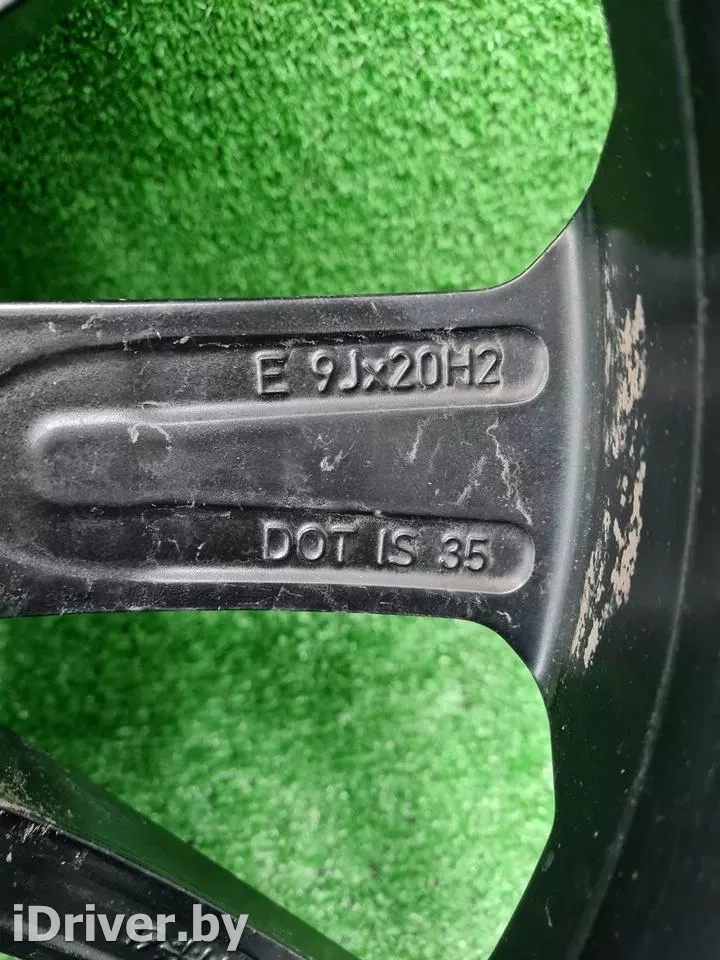 E 9Jx20H2
DOT IS 35
iDriver.by